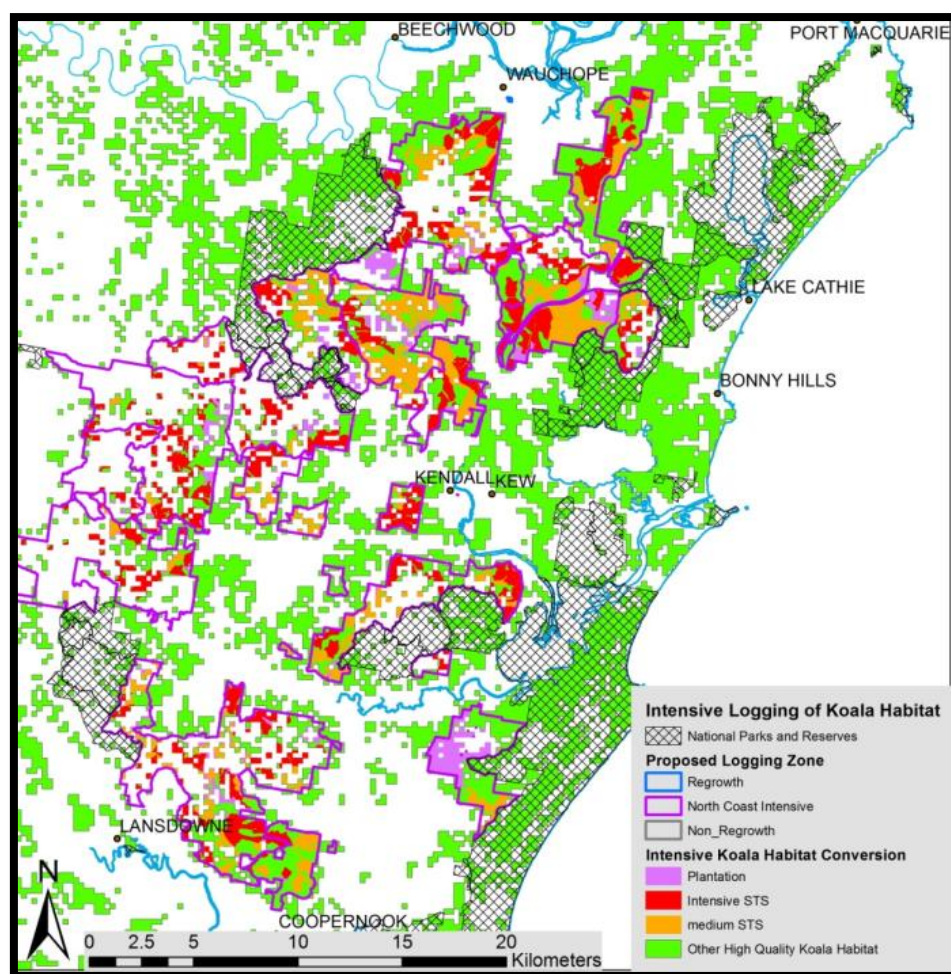 BEECHWOOD
PORT MACQUARIE
WAUCHOPE
LAKE CATHIE
BONNY HILLS
KENDALL
KEW
LANSDOWNE
COOPERNOOK
N
0 2.5 5 10 15 20
Kilometers
Intensive Logging of Koala Habitat
National Parks and Reserves
Proposed Logging Zone
Regrowth
North Coast Intensive
Non_Regrowth
Intensive Koala Habitat Conversion
Plantation
Intensive STS
medium STS
Other High Quality Koala Habitat